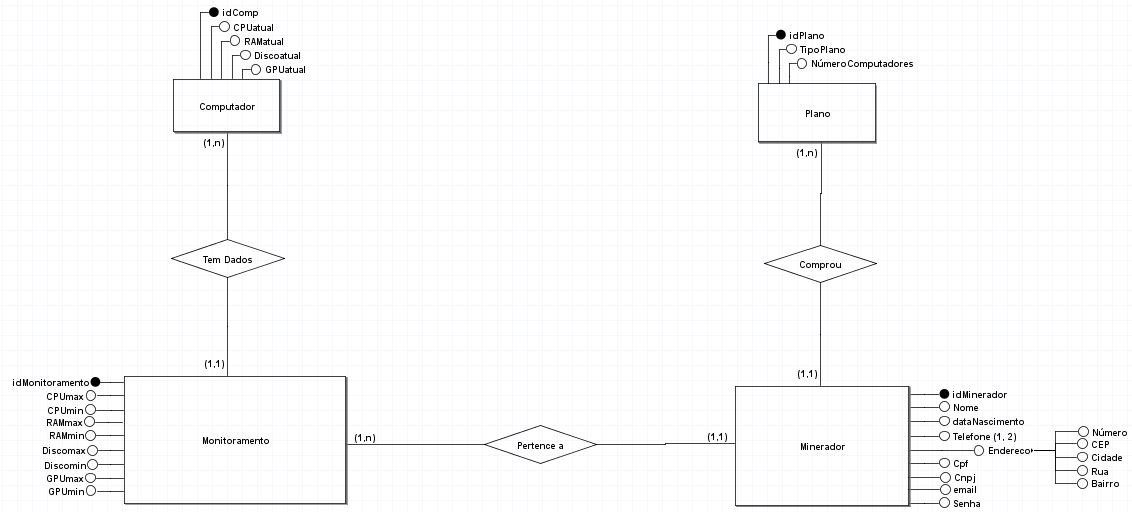 idComp
CPUatual
RAMatual
Discoatual
GPUatual
Computador
(1,n)
Tem Dados
(1,1)
idPlano
TipoPlano
NúmeroComputadores
Plano
(1,n)
Comprou
(1,1)
idMonitoramento
CPUmax
CPUmin
RAMmax
RAMmin
Discomax
Discomin
GPUmax
GPUmin
Monitoramento
(1,n)
Pertence a
(1,1)
Minerador
idMinerador
Nome
dataNascimento
Telefone (1, 2)
Endereco
Cpf
Cnpj
email
Senha
Número
CEP
Cidade
Rua
Bairro